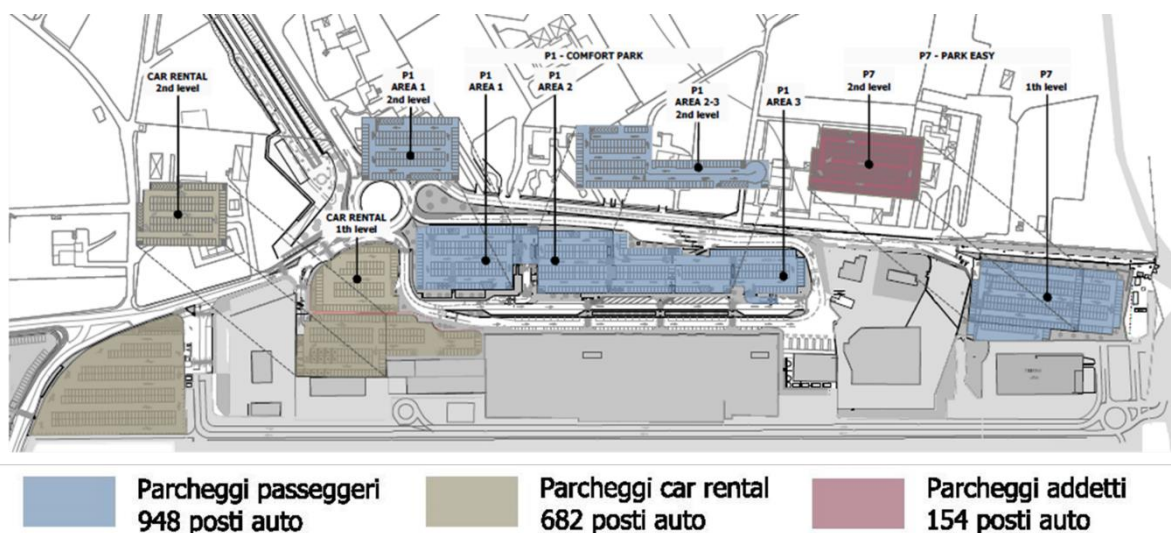 P1 - COMFORT PARK
P7 - PARK EASY
CAR RENTAL
2nd level
P1
AREA 1
2nd level
P1
AREA 1
P1
AREA 2
P1
AREA 2-3
2nd level
P1
AREA 3
P7
2nd level
P7
1th level
CAR RENTAL
1th level
Parcheggi passeggeri
948 posti auto
Parcheggi car rental
682 posti auto
Parcheggi addetti
154 posti auto